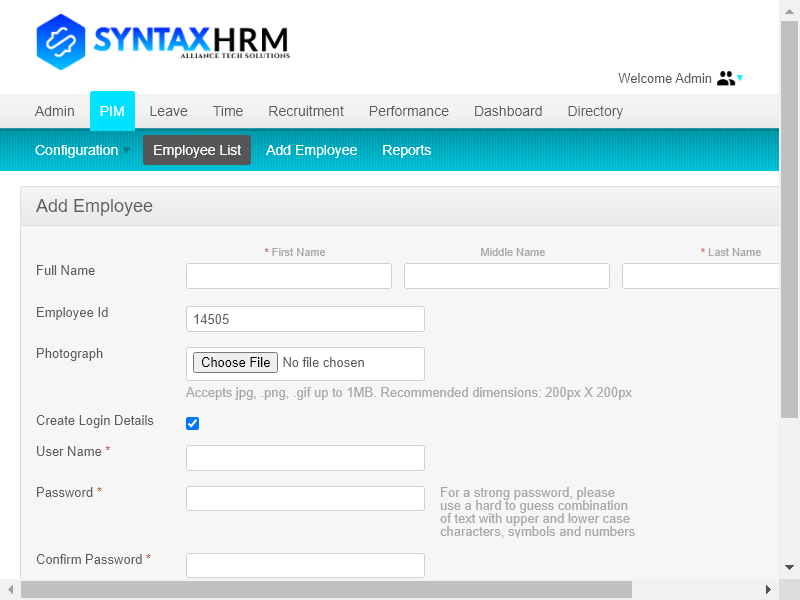 SYNTAXHRM
ALLIANCE TECH SOLUTIONS
Welcome Admin
Admin PIM Leave Time Recruitment Performance Dashboard Directory
Configuration Employee List Add Employee Reports
Add Employee
* First Name Middle Name * Last Name
Full Name
Employee Id 14505
Photograph Choose File No file chosen
Accepts jpg, .png, .gif up to 1MB. Recommended dimensions: 200px X 200px
Create Login Details
User Name *
Password * For a strong password, please
use a hard to guess combination
of text with upper and lower case
characters, symbols and numbers
Confirm Password *